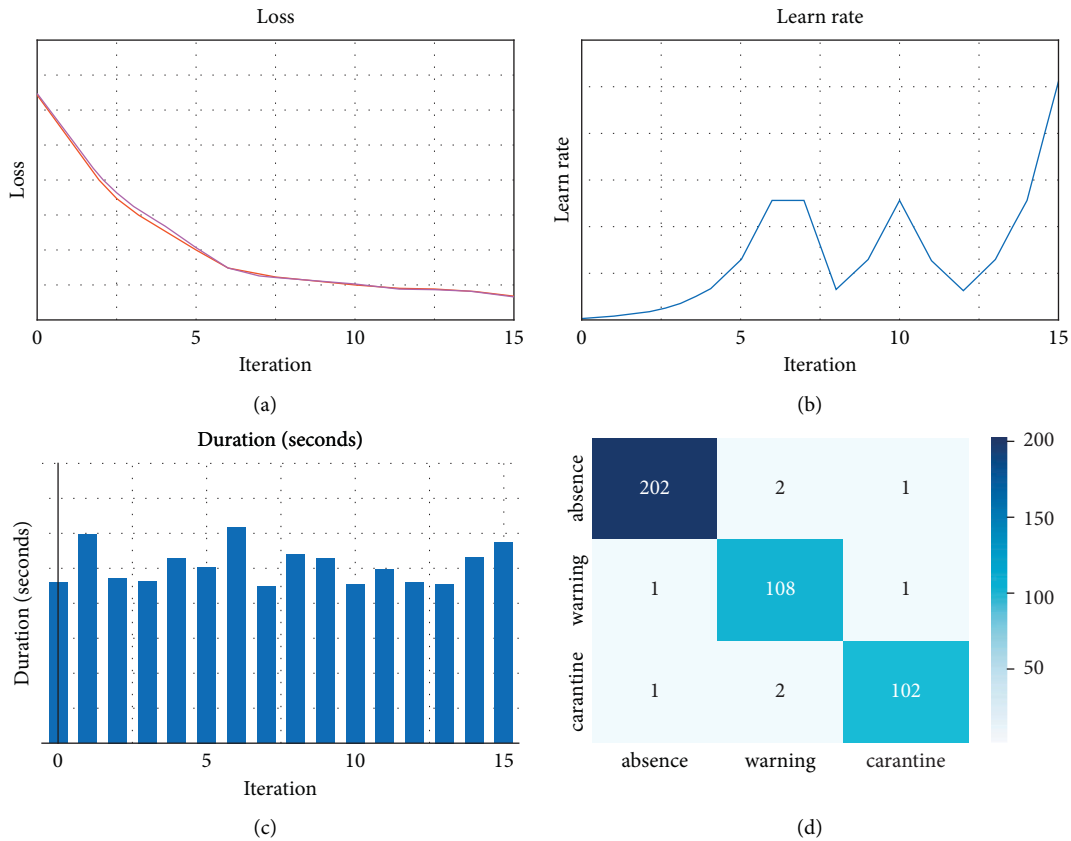 Loss
Loss
0 5 10 15
Iteration
(a)
Learn rate
Learn rate
0 5 10 15
Iteration
(b)
Duration (seconds)
Duration (seconds)
0 5 10 15
Iteration
(c)
absence
202 2 1
warning
1 108 1
carantine
1 2 102
absence warning carantine
200
150
100
50
(d)